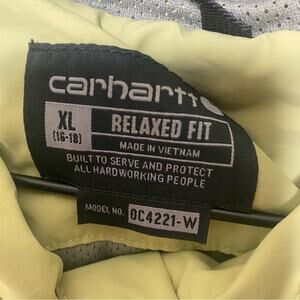 carhartt
XL
(16-18)
RELAXED FIT
MADE IN VIETNAM
BUILT TO SERVE AND PROTECT
ALL HARDWORKING PEOPLE
MODEL NO. OC4221-W